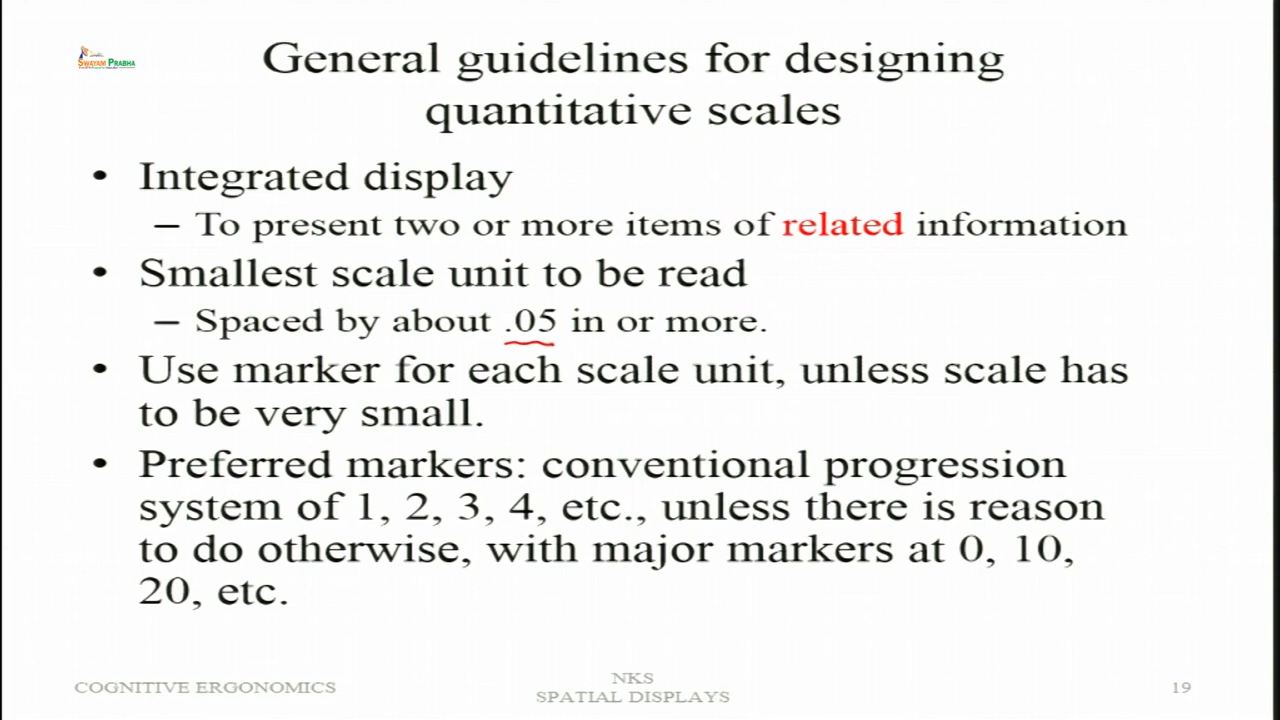 SWAYAM PRABHA
General guidelines for designing
quantitative scales
• Integrated display
– To present two or more items of related information
• Smallest scale unit to be read
– Spaced by about .05 in or more.
• Use marker for each scale unit, unless scale has
to be very small.
• Preferred markers: conventional progression
system of 1, 2, 3, 4, etc., unless there is reason
to do otherwise, with major markers at 0, 10,
20, etc.
COGNITIVE ERGONOMICS
NKS
SPATIAL DISPLAYS
19